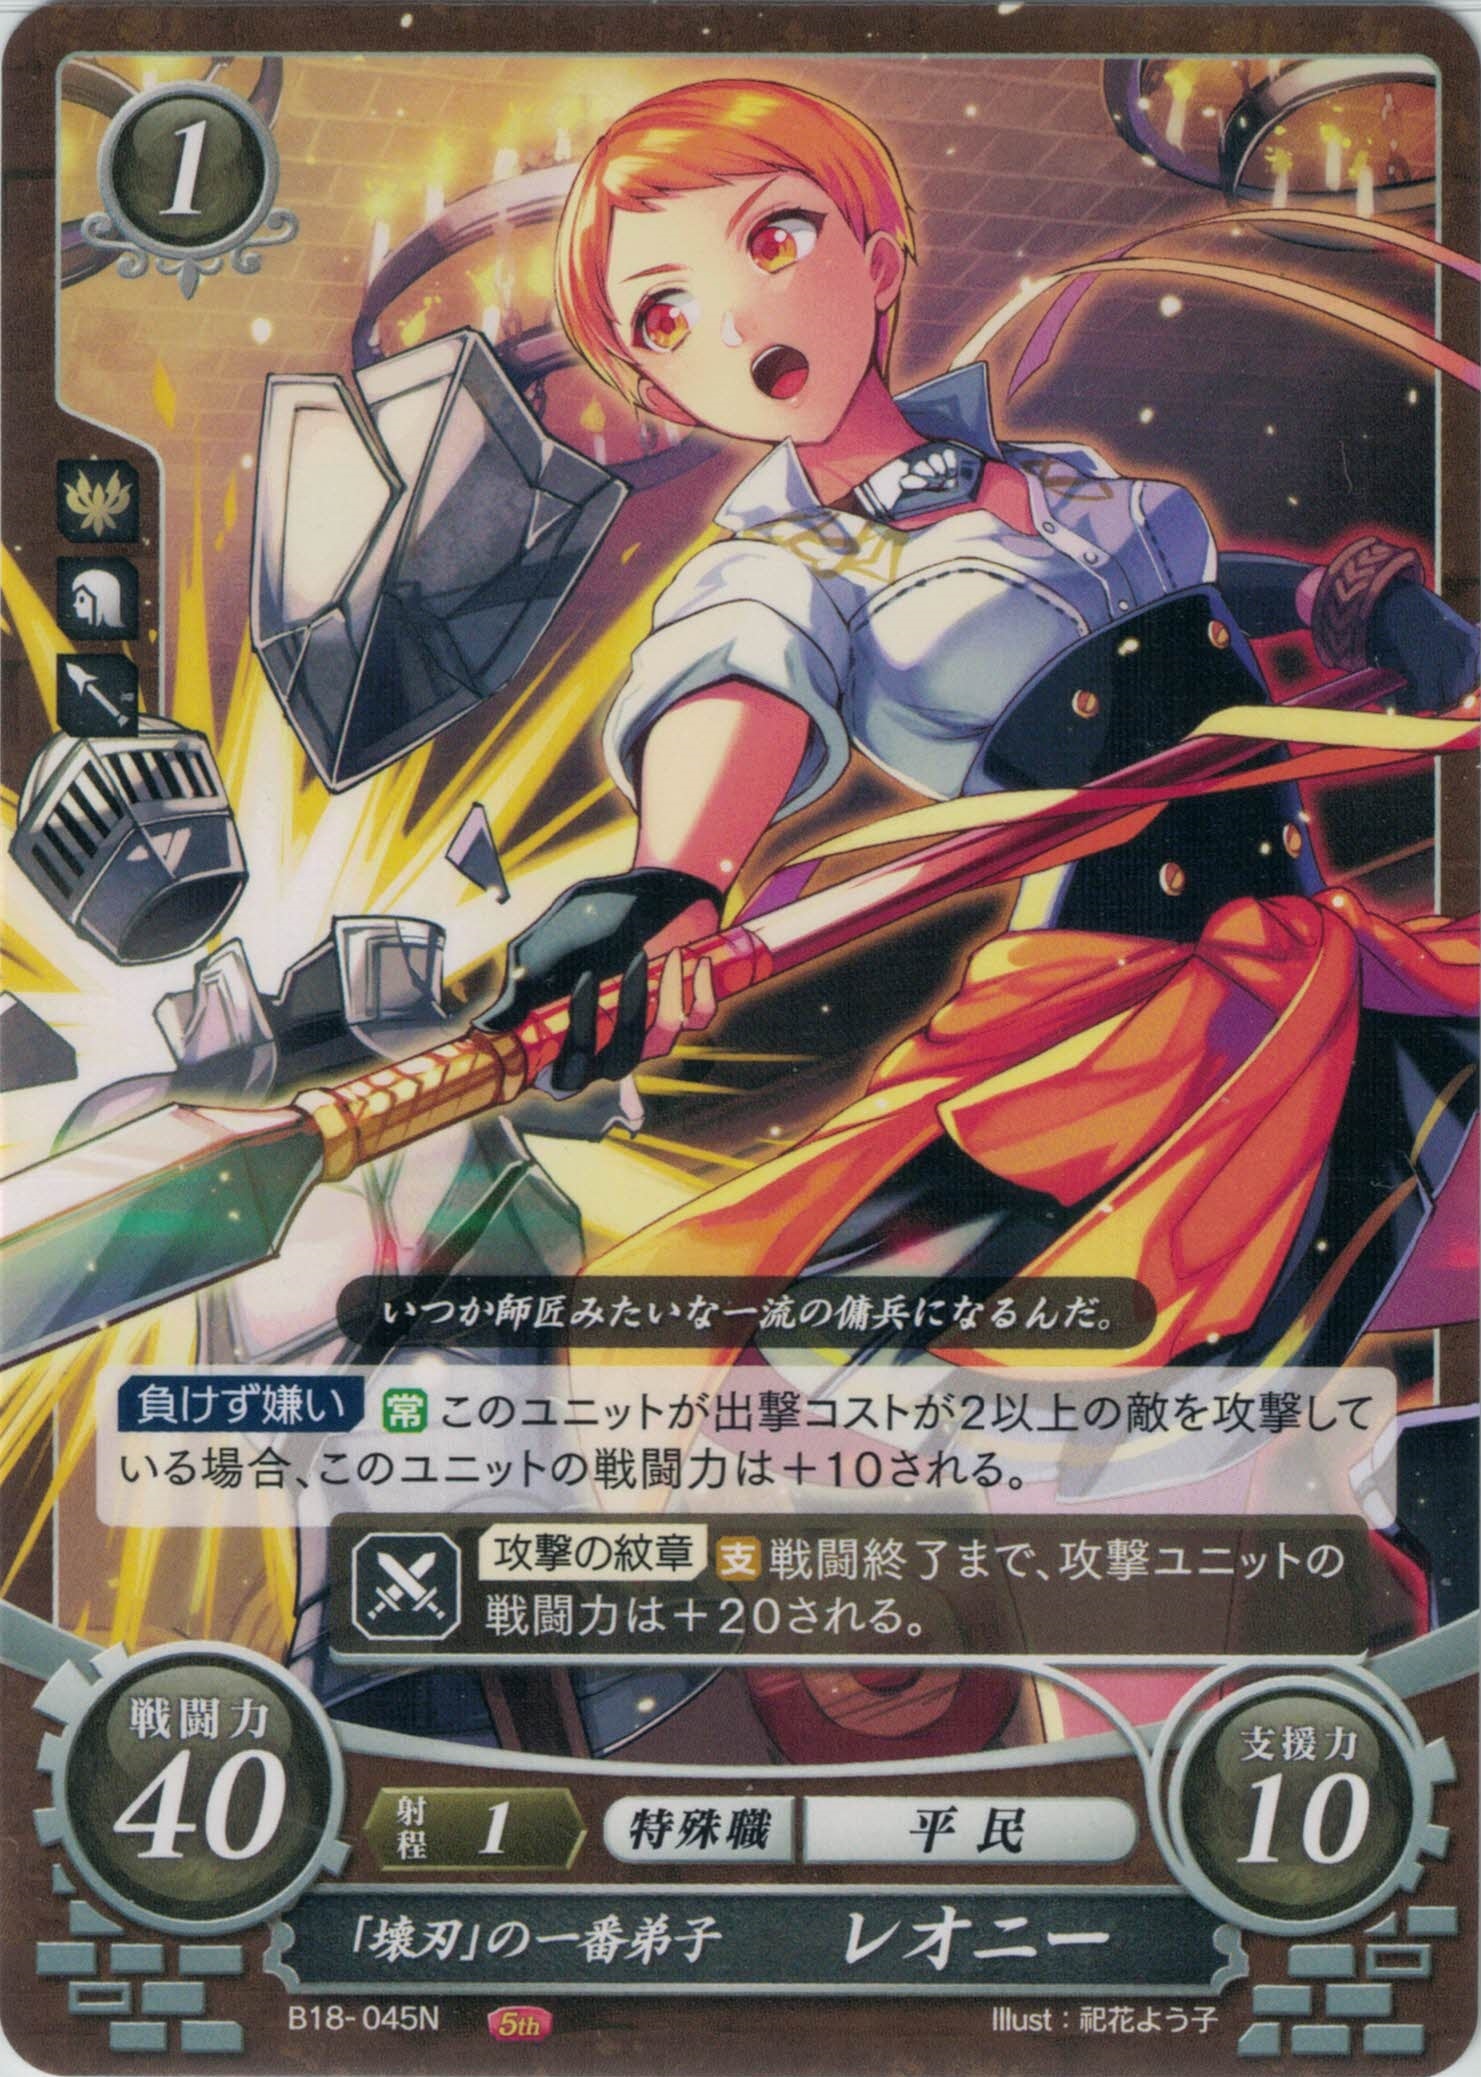 1
いつか師匠みたいな一流の傭兵になるんだ。
負けず嫌い 常 このユニットが出撃コストが2以上の敵を攻撃して
いる場合、このユニットの戦闘力は+10される。
攻撃の紋章 支 戦闘終了まで、攻撃ユニットの
戦闘力は+20される。
戦闘力
40
射程 1
特殊職 平民
支援力
10
「壊刃」の一番弟子 レオニー
B18-045N 5th Illust:祀花よう子